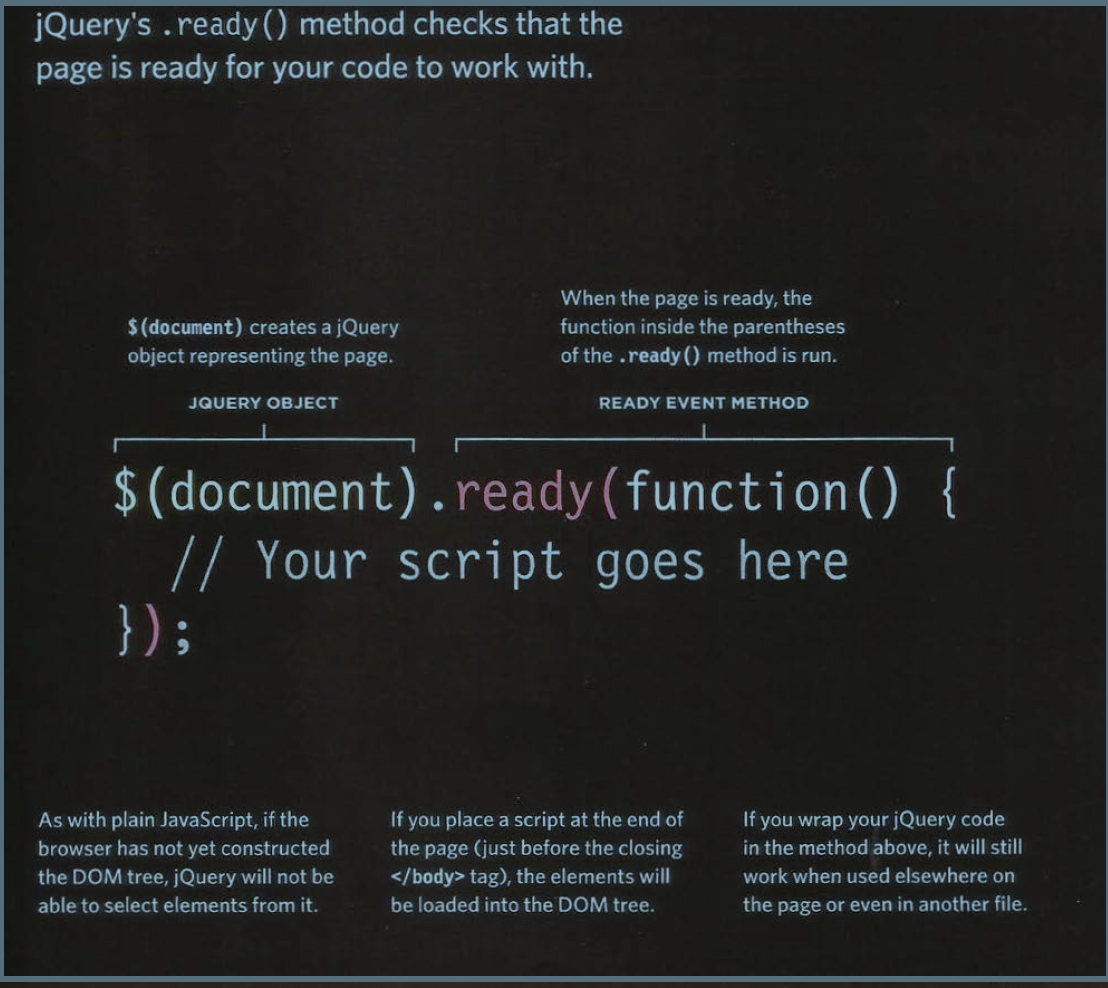 jQuery's .ready() method checks that the
page is ready for your code to work with.
$(document) creates a jQuery
object representing the page.
When the page is ready, the
function inside the parentheses
of the .ready() method is run.
JQUERY OBJECT
READY EVENT METHOD
$(document).ready(function() {
// Your script goes here
});
As with plain JavaScript, if the
browser has not yet constructed
the DOM tree, jQuery will not be
able to select elements from it.
If you place a script at the end of
the page (just before the closing
</body> tag), the elements will
be loaded into the DOM tree.
If you wrap your jQuery code
in the method above, it will still
work when used elsewhere on
the page or even in another file.